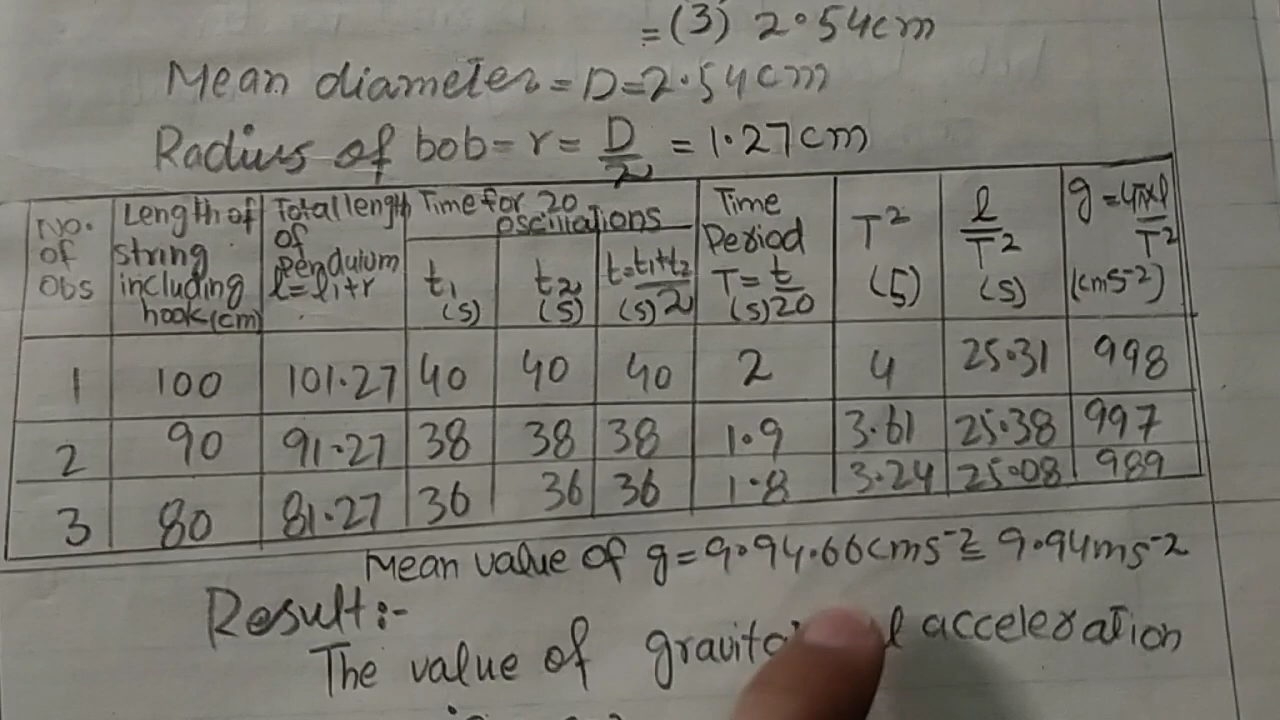 =(3) 2.54cm
Mean diameter=D=2.54cm
Radius of bob=r=D/2=1.27cm
No. of Obs
Length of string including hook(cm)
Total length of pendulum l=l₁+r
Time for 20 oscillations
t₁ (s)
t₂ (s)
t=t₁+t₂/2 (s)
Time Period T=t/20 (s)
T² (S)
l/T² (s)
g=4π×l/T² (cms-2)
1 100 101.27 40 40 40 2 4 25.31 998
2 90 91.27 38 38 38 1.9 3.61 25.38 997
3 80 81.27 36 36 36 1.8 3.24 25.08 989
Mean value of g=9.94.66cms-2= 9.94ms-2
Result:-
The value of acceleration